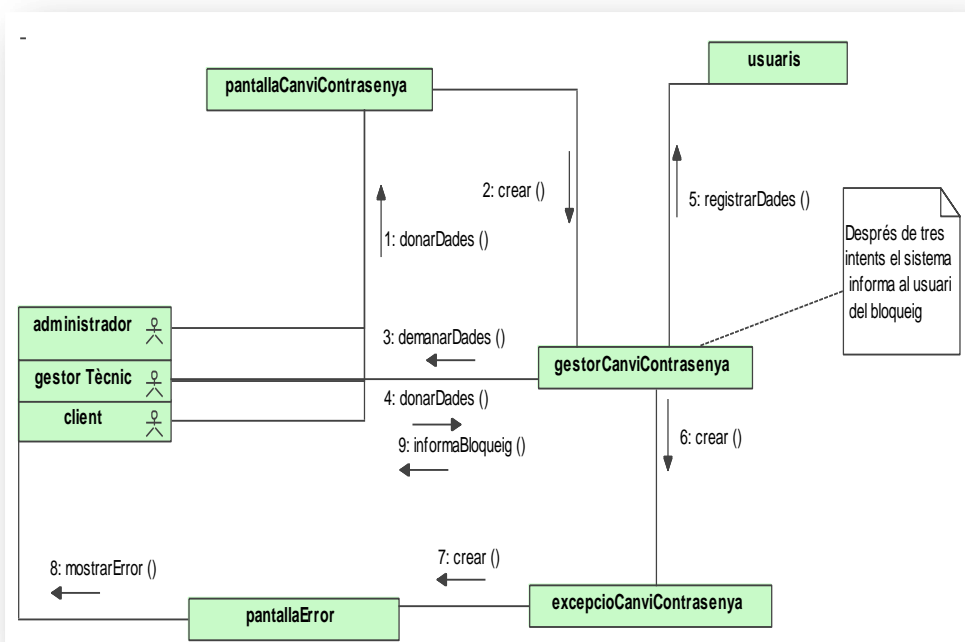 -
usuaris
pantallaCanviContrasenya
2: crear ()
5: registrarDades ()
1: donarDades ()
Després de tres
intents el sistema
informa al usuari
del bloqueig
administrador
3: demanarDades ()
gestorCanviContrasenya
gestor Tècnic
4: donarDades ()
client
9: informaBloqueig ()
6: crear ()
7: crear ()
8: mostrarError ()
excepcioCanviContrasenya
pantallaError